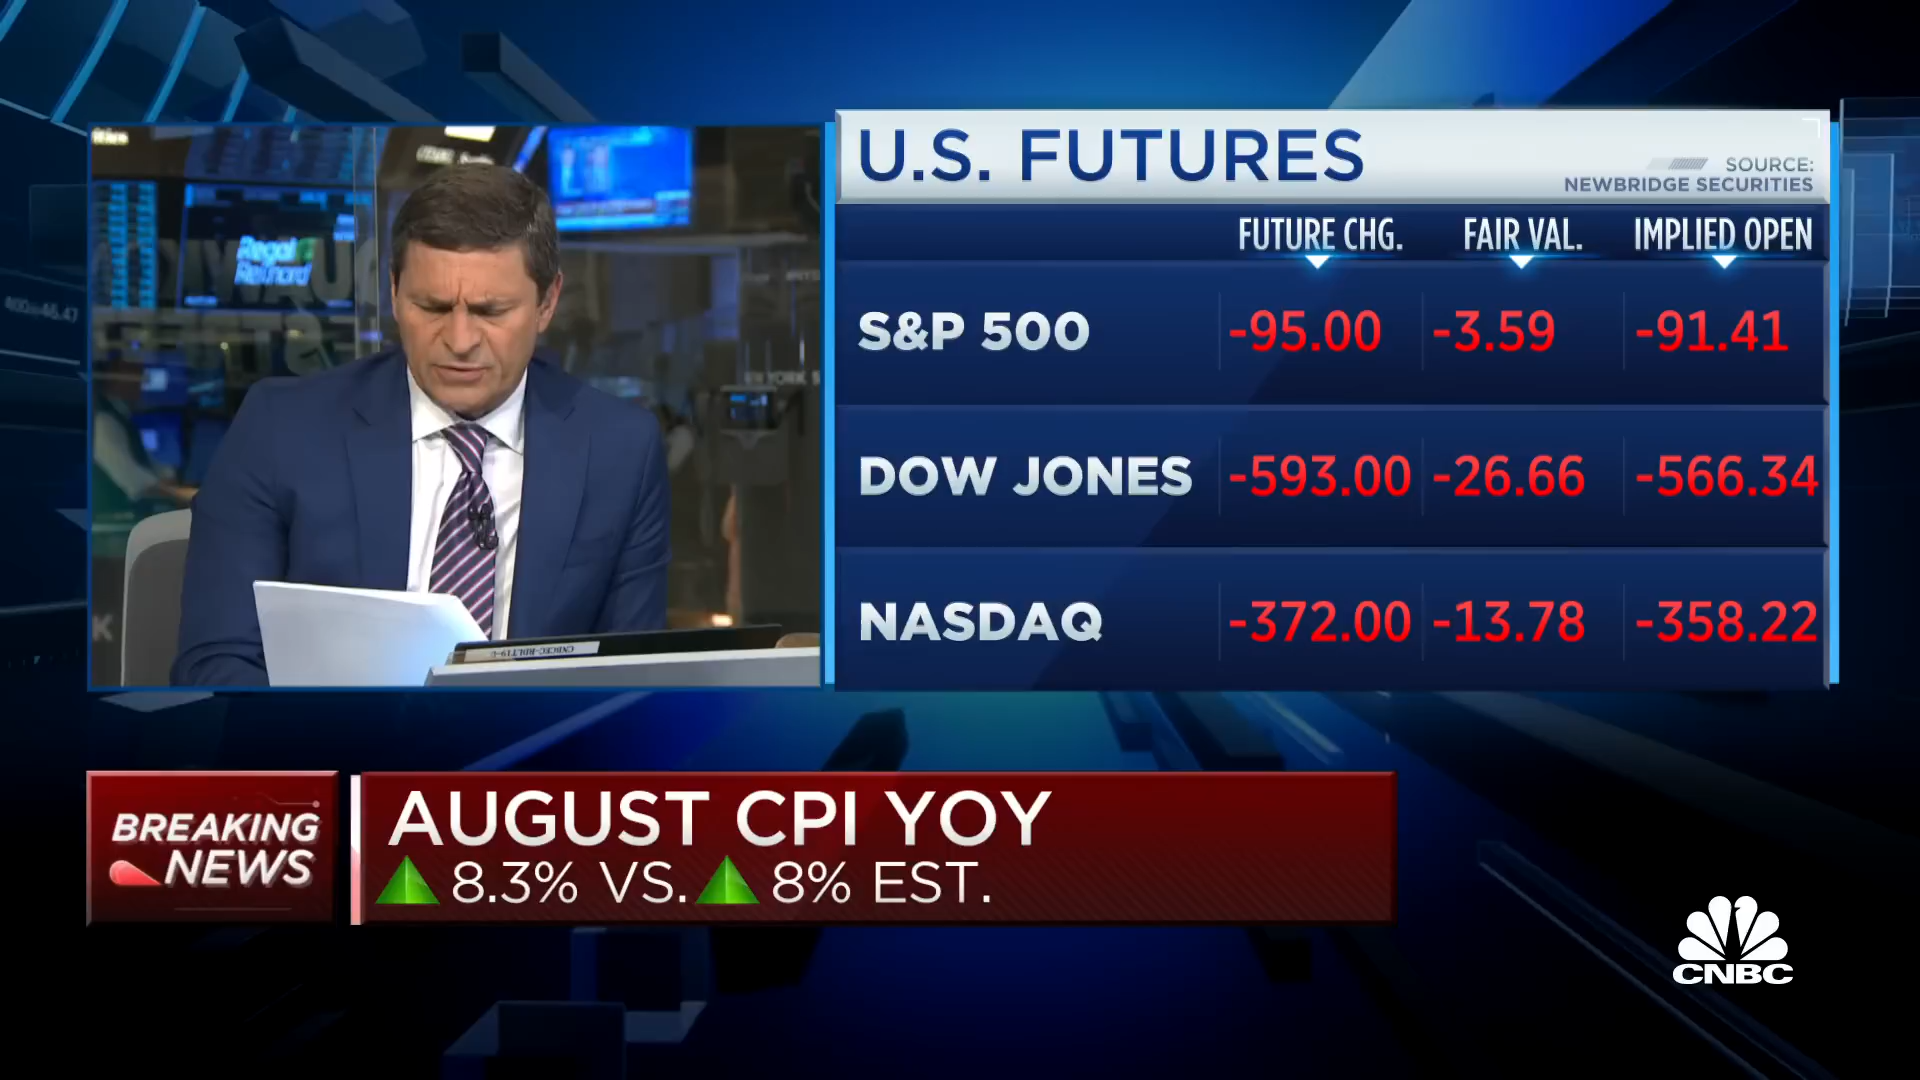 U.S. FUTURES
SOURCE:
NEWBRIDGE SECURITIES
FUTURE CHG. FAIR VAL. IMPLIED OPEN
S&P 500 -95.00 -3.59 -91.41
DOW JONES -593.00 -26.66 -566.34
NASDAQ -372.00 -13.78 -358.22
BREAKING
NEWS
AUGUST CPI YOY
8.3% VS. 8% EST.
CNBC